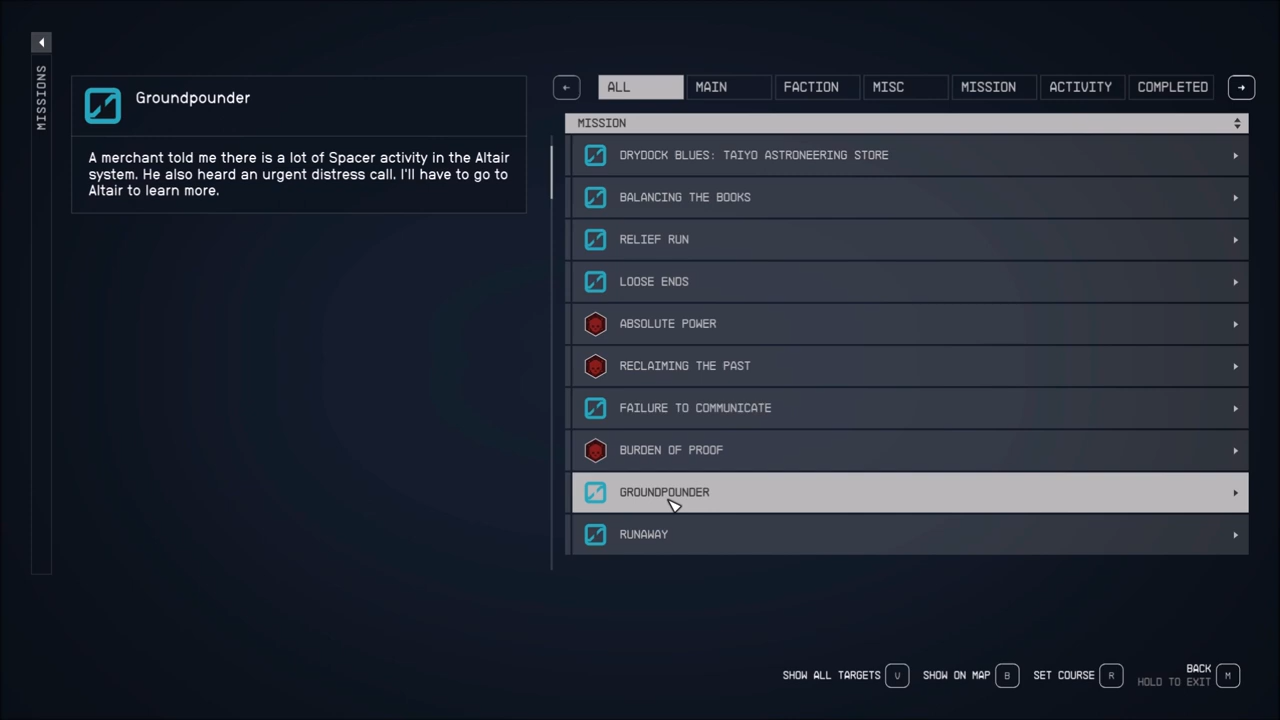 MISSIONS
Groundpounder
A merchant told me there is a lot of Spacer activity in the Altair
system. He also heard an urgent distress call. I'll have to go to
Altair to learn more.
ALL MAIN FACTION MISC MISSION ACTIVITY COMPLETED
MISSION
DRYDOCK BLUES: TAIYO ASTRONEERING STORE
BALANCING THE BOOKS
RELIEF RUN
LOOSE ENDS
ABSOLUTE POWER
RECLAIMING THE PAST
FAILURE TO COMMUNICATE
BURDEN OF PROOF
GROUNDPOUNDER
RUNAWAY
SHOW ALL TARGETS V SHOW ON MAP B SET COURSE R BACK M
HOLD TO EXIT